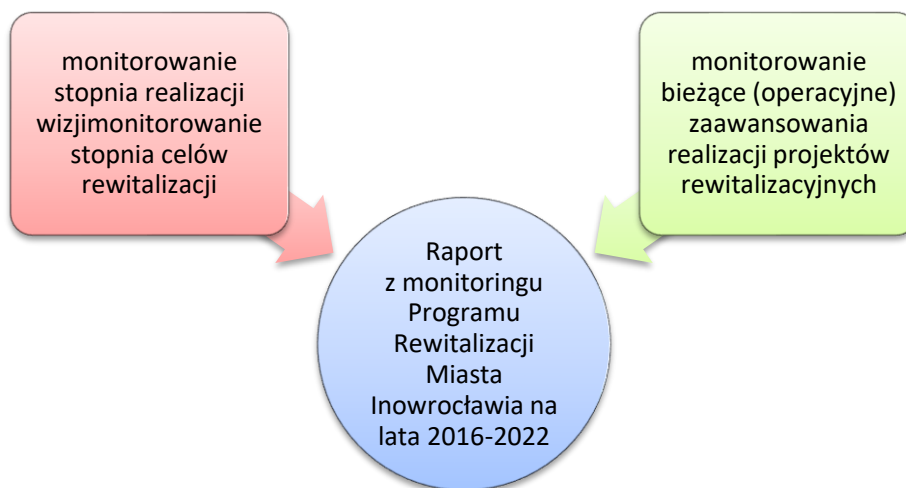 monitorowanie
stopnia realizacji
wizjimonitorowanie
stopnia celów
rewitalizacji
monitorowanie
bieżące (operacyjne)
zaawansowania
realizacji projektów
rewitalizacyjnych
Raport
z monitoringu
Programu
Rewitalizacji
Miasta
Inowrocławia na
lata 2016-2022